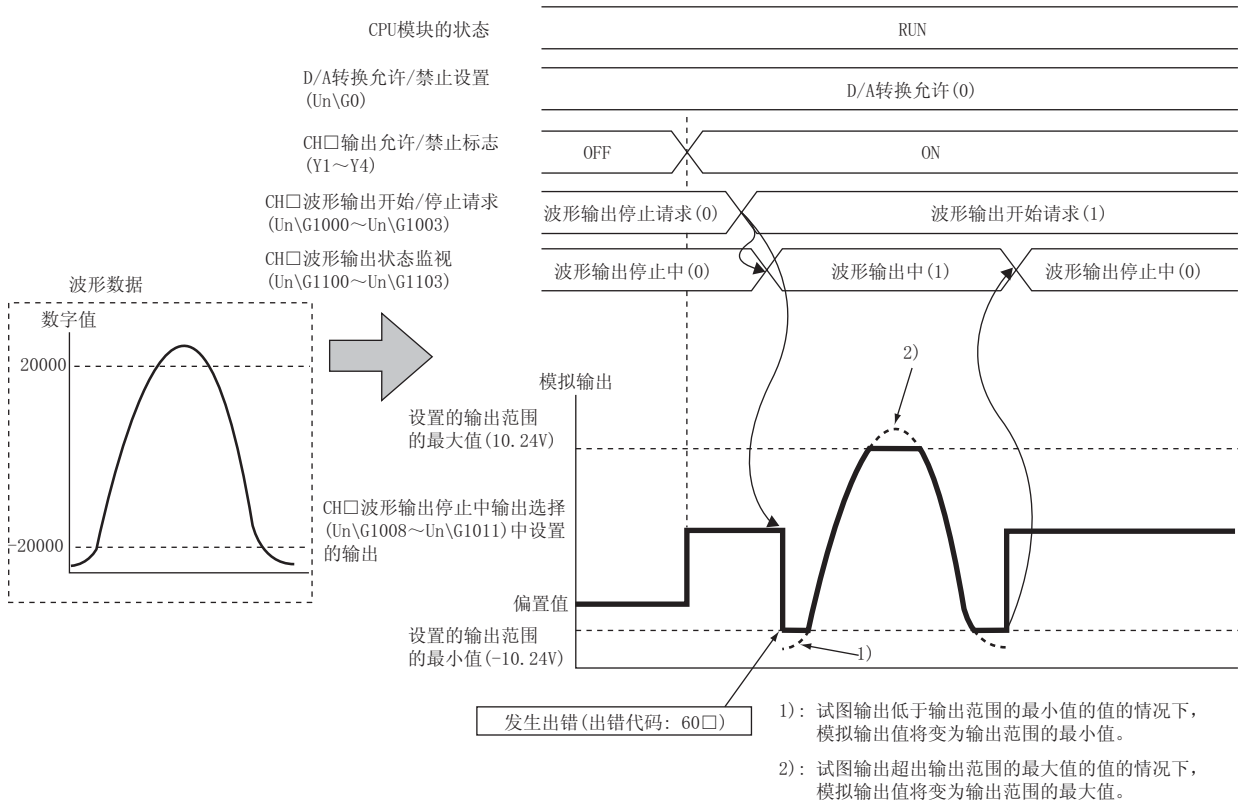 CPU模块的状态
RUN
D/A转换允许/禁止设置
(Un\G0)
D/A转换允许(0)
CH□输出允许/禁止标志
(Y1～Y4)
OFF
ON
CH□波形输出开始/停止请求
(Un\G1000～Un\G1003)
波形输出停止请求(0)
波形输出开始请求(1)
CH□波形输出状态监视
(Un\G1100～Un\G1103)
波形输出停止中(0)
波形输出中(1)
波形输出停止中(0)
波形数据
数字值
20000
-20000
模拟输出
2)
设置的输出范围
的最大值(10.24V)
CH□波形输出停止中输出选择
(Un\G1008～Un\G1011)中设置
的输出
偏置值
设置的输出范围
的最小值(-10.24V)
1)
发生出错(出错代码: 60□)
1): 试图输出低于输出范围的最小值的值的情况下，
模拟输出值将变为输出范围的最小值。
2): 试图输出超出输出范围的最大值的值的情况下，
模拟输出值将变为输出范围的最大值。